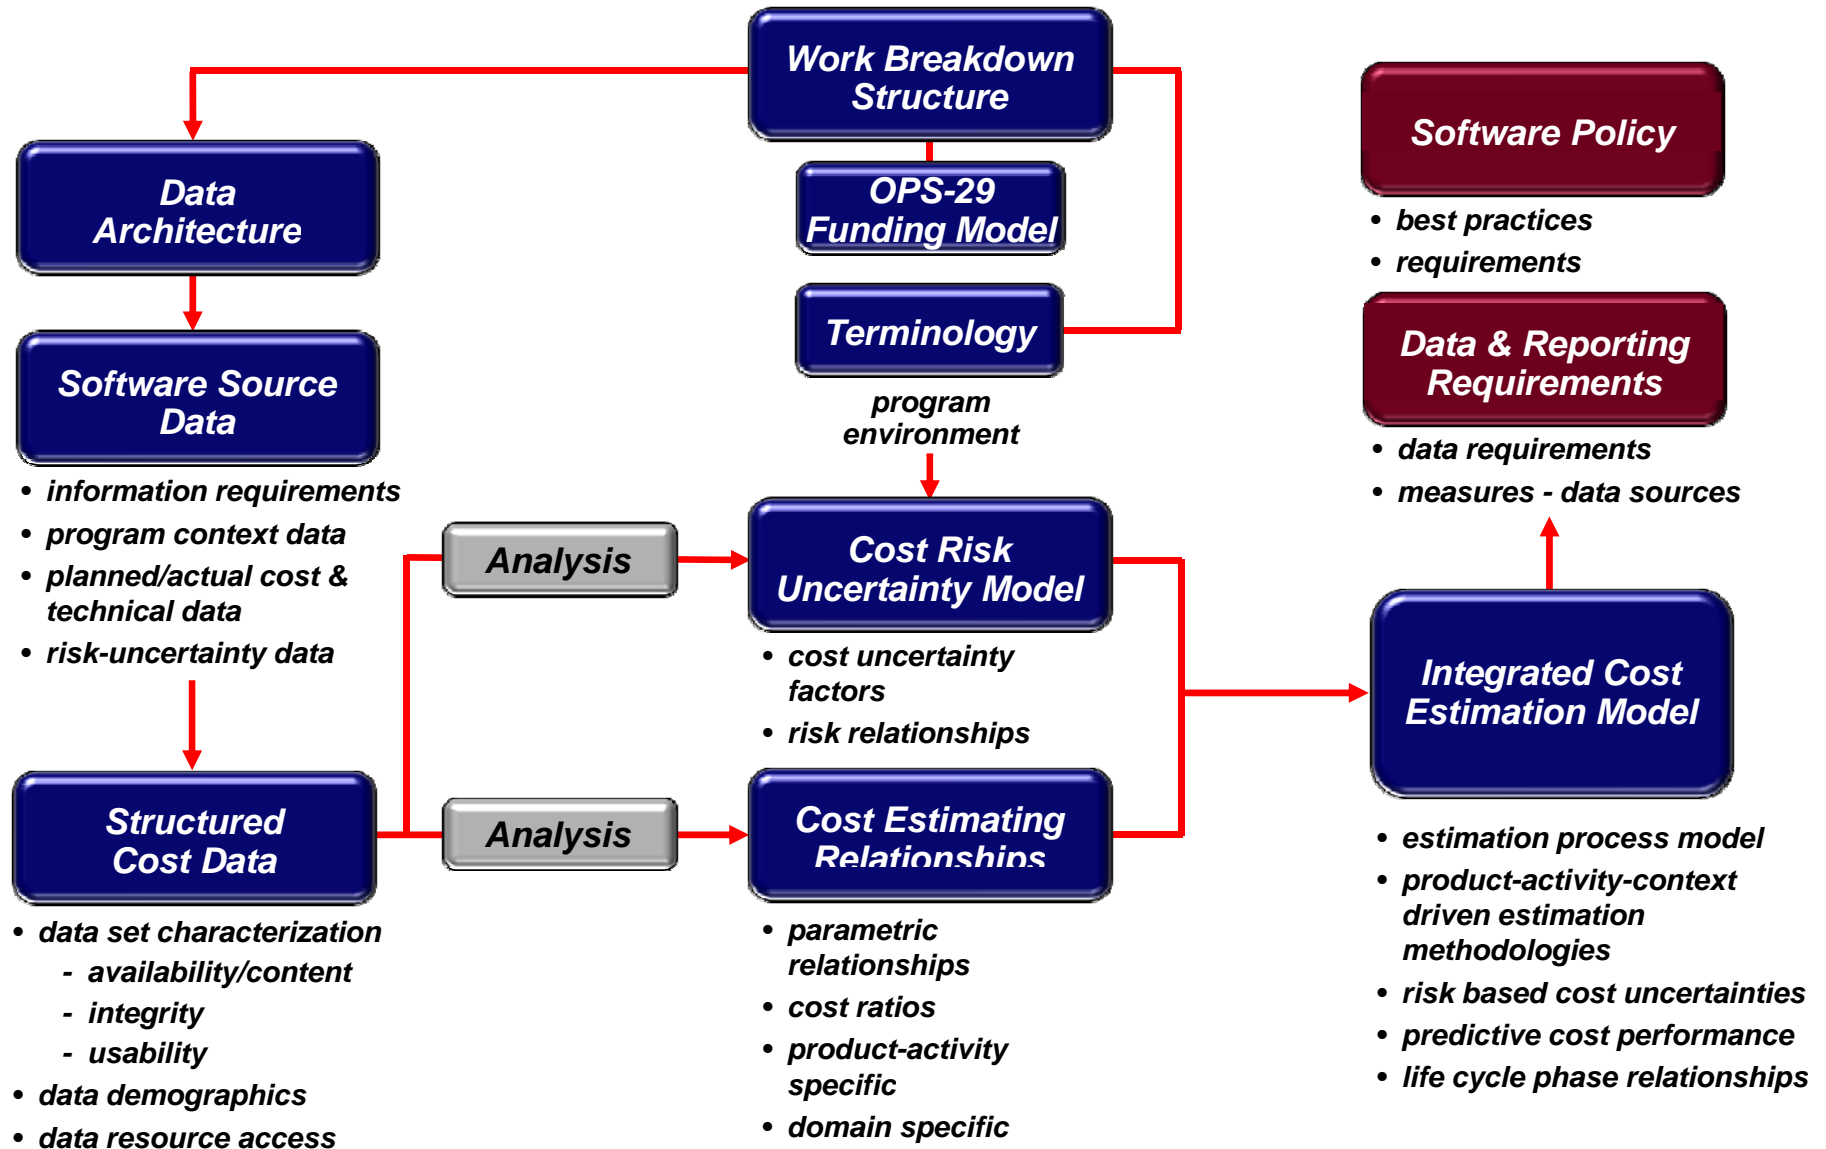 Work Breakdown
Structure
OPS-29
Funding Model
Terminology
program
environment
Data
Architecture
Software Source
Data
• information requirements
• program context data
• planned/actual cost &
technical data
• risk-uncertainty data
Structured
Cost Data
• data set characterization
- availability/content
- integrity
- usability
• data demographics
• data resource access
Analysis
Analysis
Cost Risk
Uncertainty Model
• cost uncertainty
factors
• risk relationships
Cost Estimating
Relationships
• parametric
relationships
• cost ratios
• product-activity
specific
• domain specific
Software Policy
• best practices
• requirements
Data & Reporting
Requirements
• data requirements
• measures - data sources
Integrated Cost
Estimation Model
• estimation process model
• product-activity-context
driven estimation
methodologies
• risk based cost uncertainties
• predictive cost performance
• life cycle phase relationships